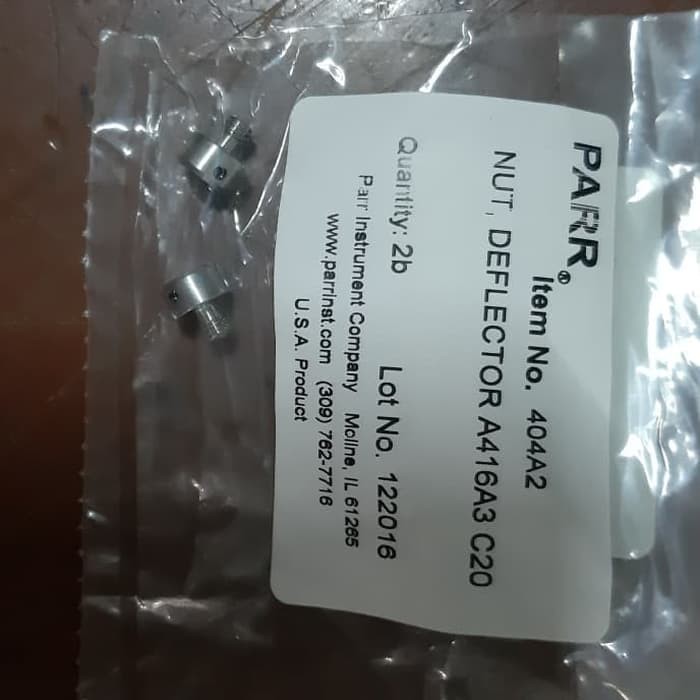 PARR®
Item No. 404A2
NUT, DEFLECTOR A416A3 C20
Quantity: 2b Lot No. 122016
Parr Instrument Company Moline, IL 61265
www.parrinst.com (309) 762-7716
U.S.A. Product